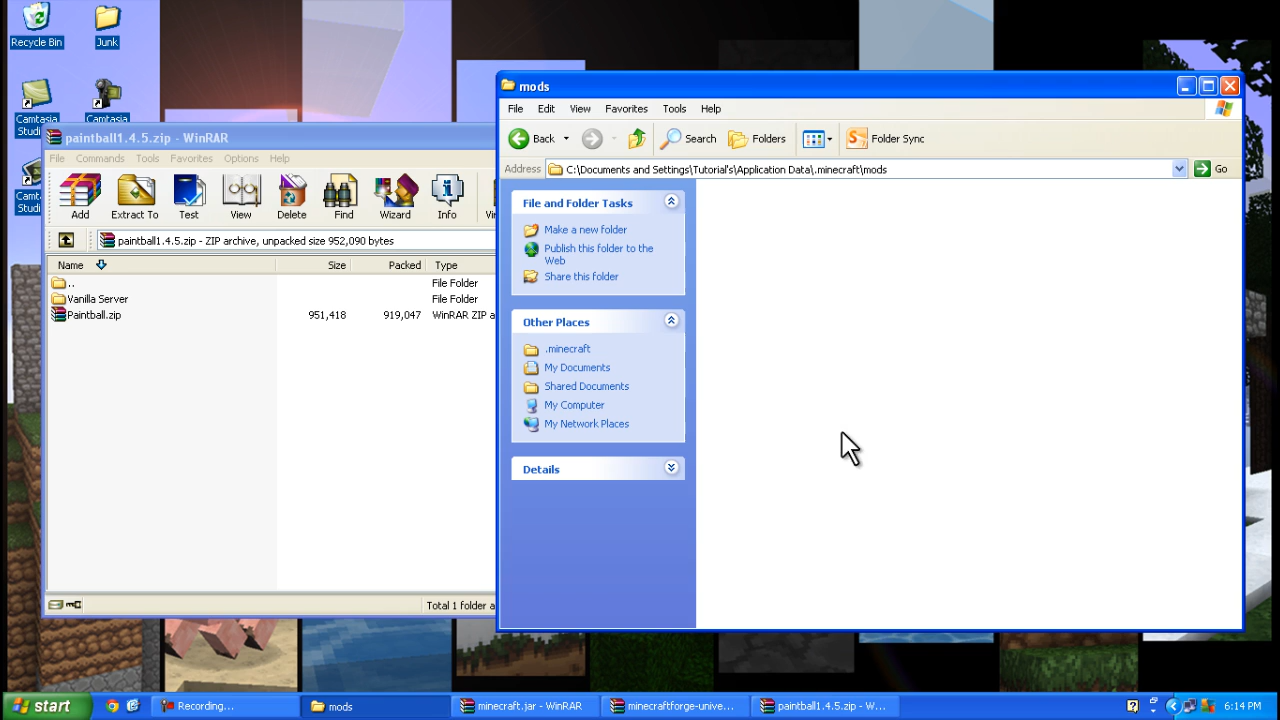 Recycle Bin
Junk
Camtasia Studi
Camtasia
Camta Studi
paintball1.4.5.zip - WinRAR
File Commands Tools Favorites Options Help
Add Extract To Test View Delete Find Wizard Info
paintball1.4.5.zip - ZIP archive, unpacked size 952,090 bytes
Name Size Packed Type
.. File Folder
Vanilla Server File Folder
Paintball.zip 951,418 919,047 WinRAR ZIP a
Total 1 folder a
mods
File Edit View Favorites Tools Help
Back Search Folders Folder Sync
Address C:\Documents and Settings\Tutorial's\Application Data\.minecraft\mods Go
File and Folder Tasks
Make a new folder
Publish this folder to the
Web
Share this folder
Other Places
.minecraft
My Documents
Shared Documents
My Computer
My Network Places
Details
start Recording... mods minecraft.jar - WinRAR minecraftforge-unive... paintball1.4.5.zip - W... 6:14 PM